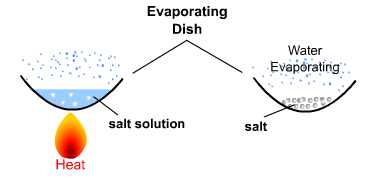 Evaporating
Dish
Water
Evaporating
salt solution
salt
Heat